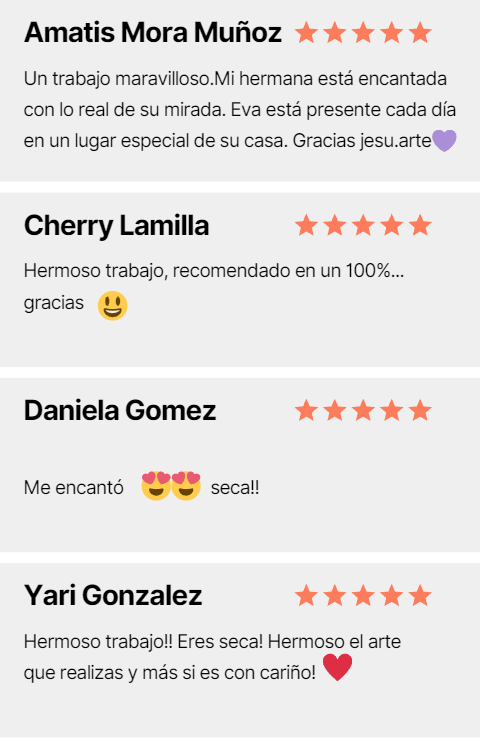 Amatis Mora Muñoz ★★★★★
Un trabajo maravilloso.Mi hermana está encantada
con lo real de su mirada. Eva está presente cada día
en un lugar especial de su casa. Gracias jesu.arte💜
Cherry Lamilla ★★★★★
Hermoso trabajo, recomendado en un 100%...
gracias 😃
Daniela Gomez ★★★★★
Me encantó 😍😍 seca!!
Yari Gonzalez ★★★★★
Hermoso trabajo!! Eres seca! Hermoso el arte
que realizas y más si es con cariño! ❤️